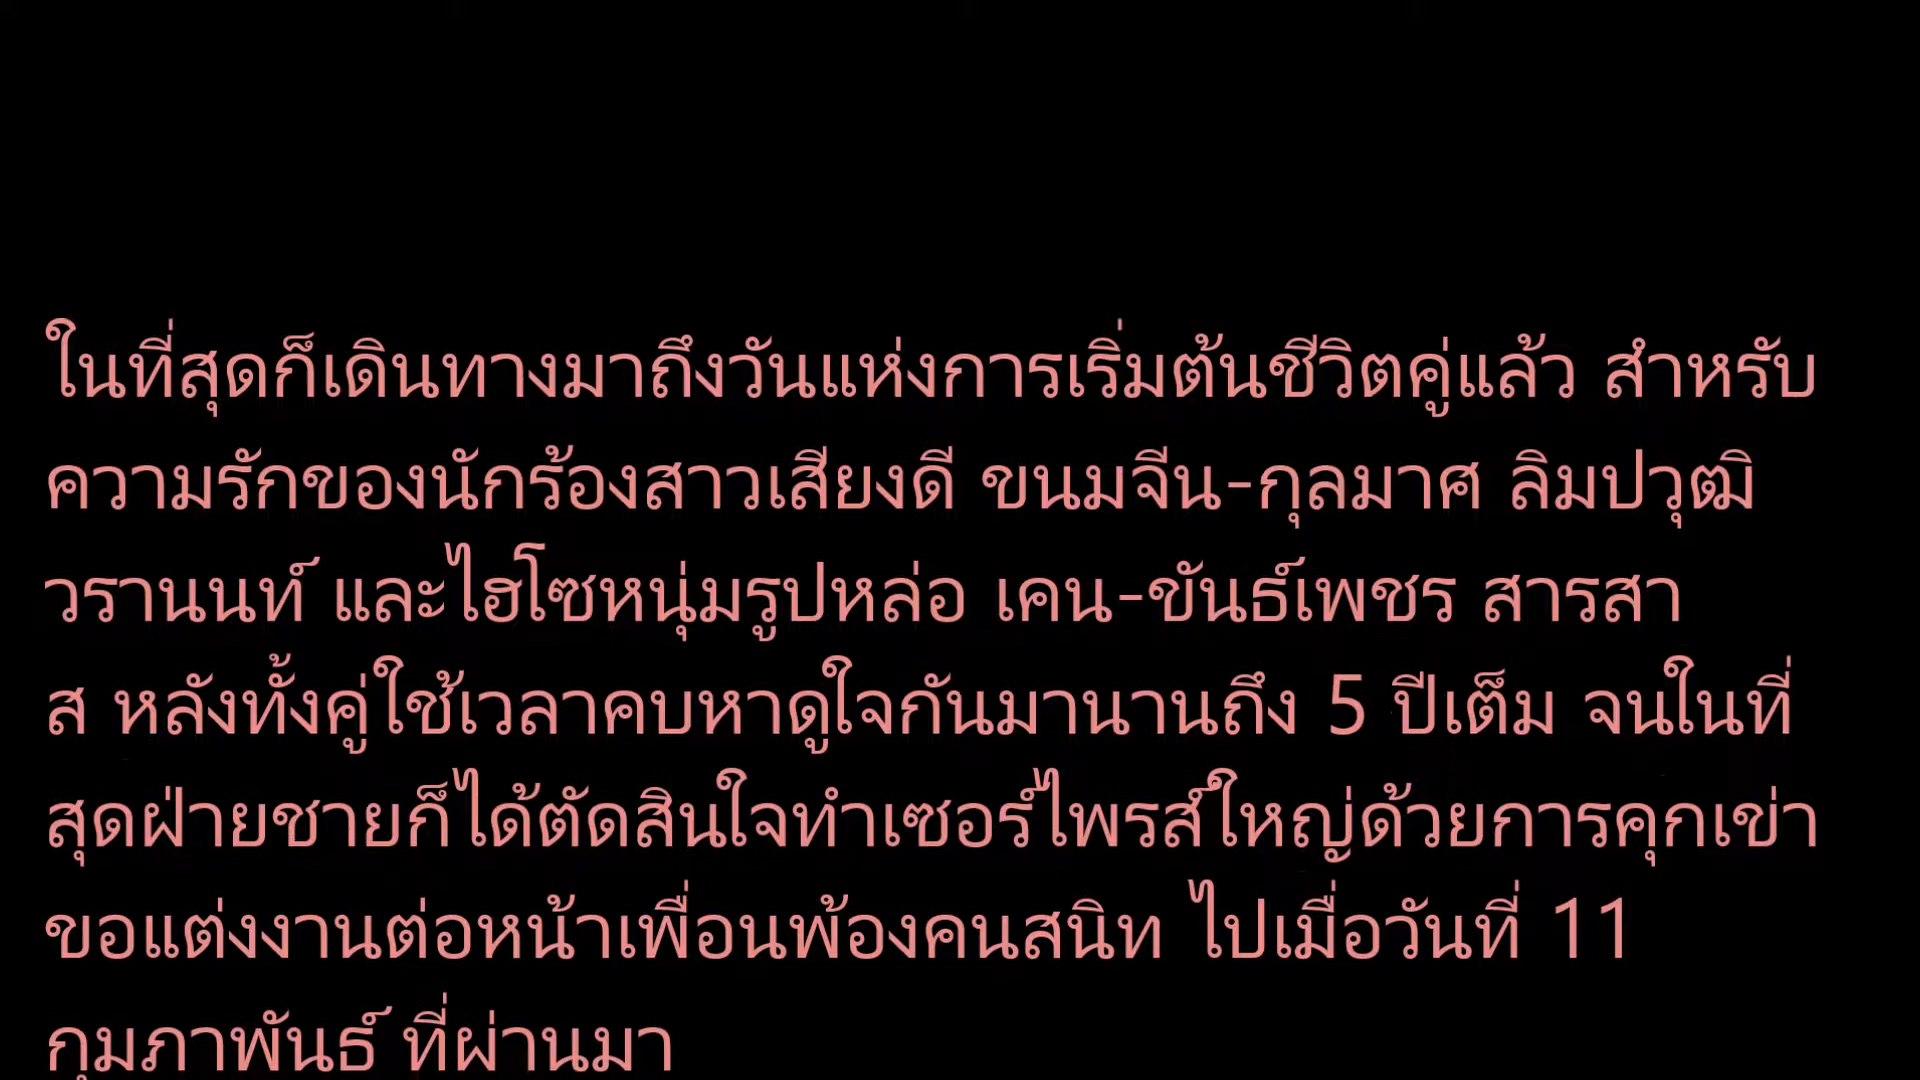 ในที่สุดก็เดินทางมาถึงวันแห่งการเริ่มต้นชีวิตคู่แล้ว สำหรับ
ความรักของนักร้องสาวเสียงดี ขนมจีน-กุลมาศ ลิมปวุฒิ
วรานนท์ และไฮโซหนุ่มรูปหล่อ เคน-ขันธ์เพชร สารสา
ส หลังทั้งคู่ใช้เวลาคบหาดูใจกันมานานถึง 5 ปีเต็ม จนในที่
สุดฝ่ายชายก็ได้ตัดสินใจทำเซอร์ไพรส์ใหญ่ด้วยการคุกเข่า
ขอแต่งงานต่อหน้าเพื่อนพ้องคนสนิท ไปเมื่อวันที่ 11
กุมภาพันธ์ ที่ผ่านมา